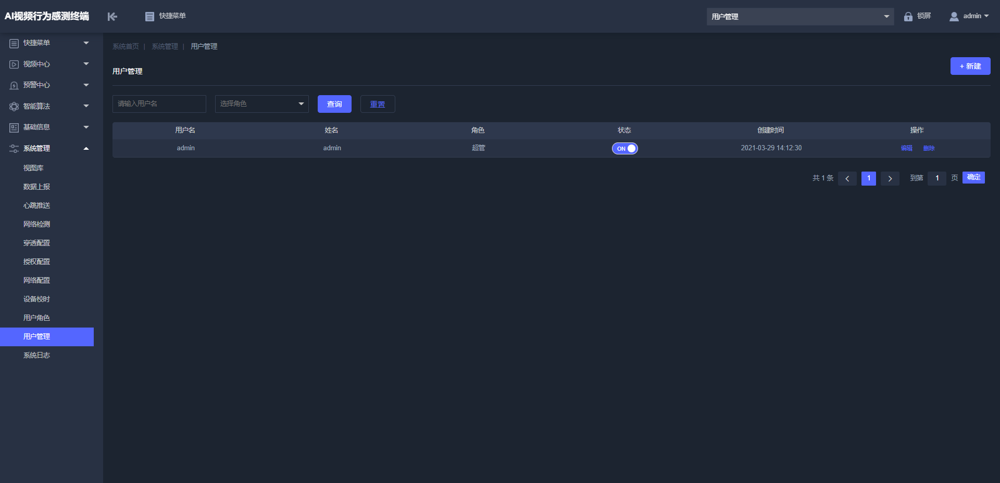 AI视频行为感测终端
快捷菜单
用户管理
锁屏
admin
快捷菜单
视频中心
预警中心
智能算法
基础信息
系统管理
视图库
数据上报
心跳推送
网络检测
穿透配置
授权配置
网络配置
设备校时
用户角色
用户管理
系统日志
系统首页 | 系统管理 | 用户管理
用户管理
+ 新建
请输入用户名 选择角色 查询 重置
用户名 姓名 角色 状态 创建时间 操作
admin admin 超管 ON 2021-03-29 14:12:30 编辑 删除
共 1 条 1 到第 1 页 确定